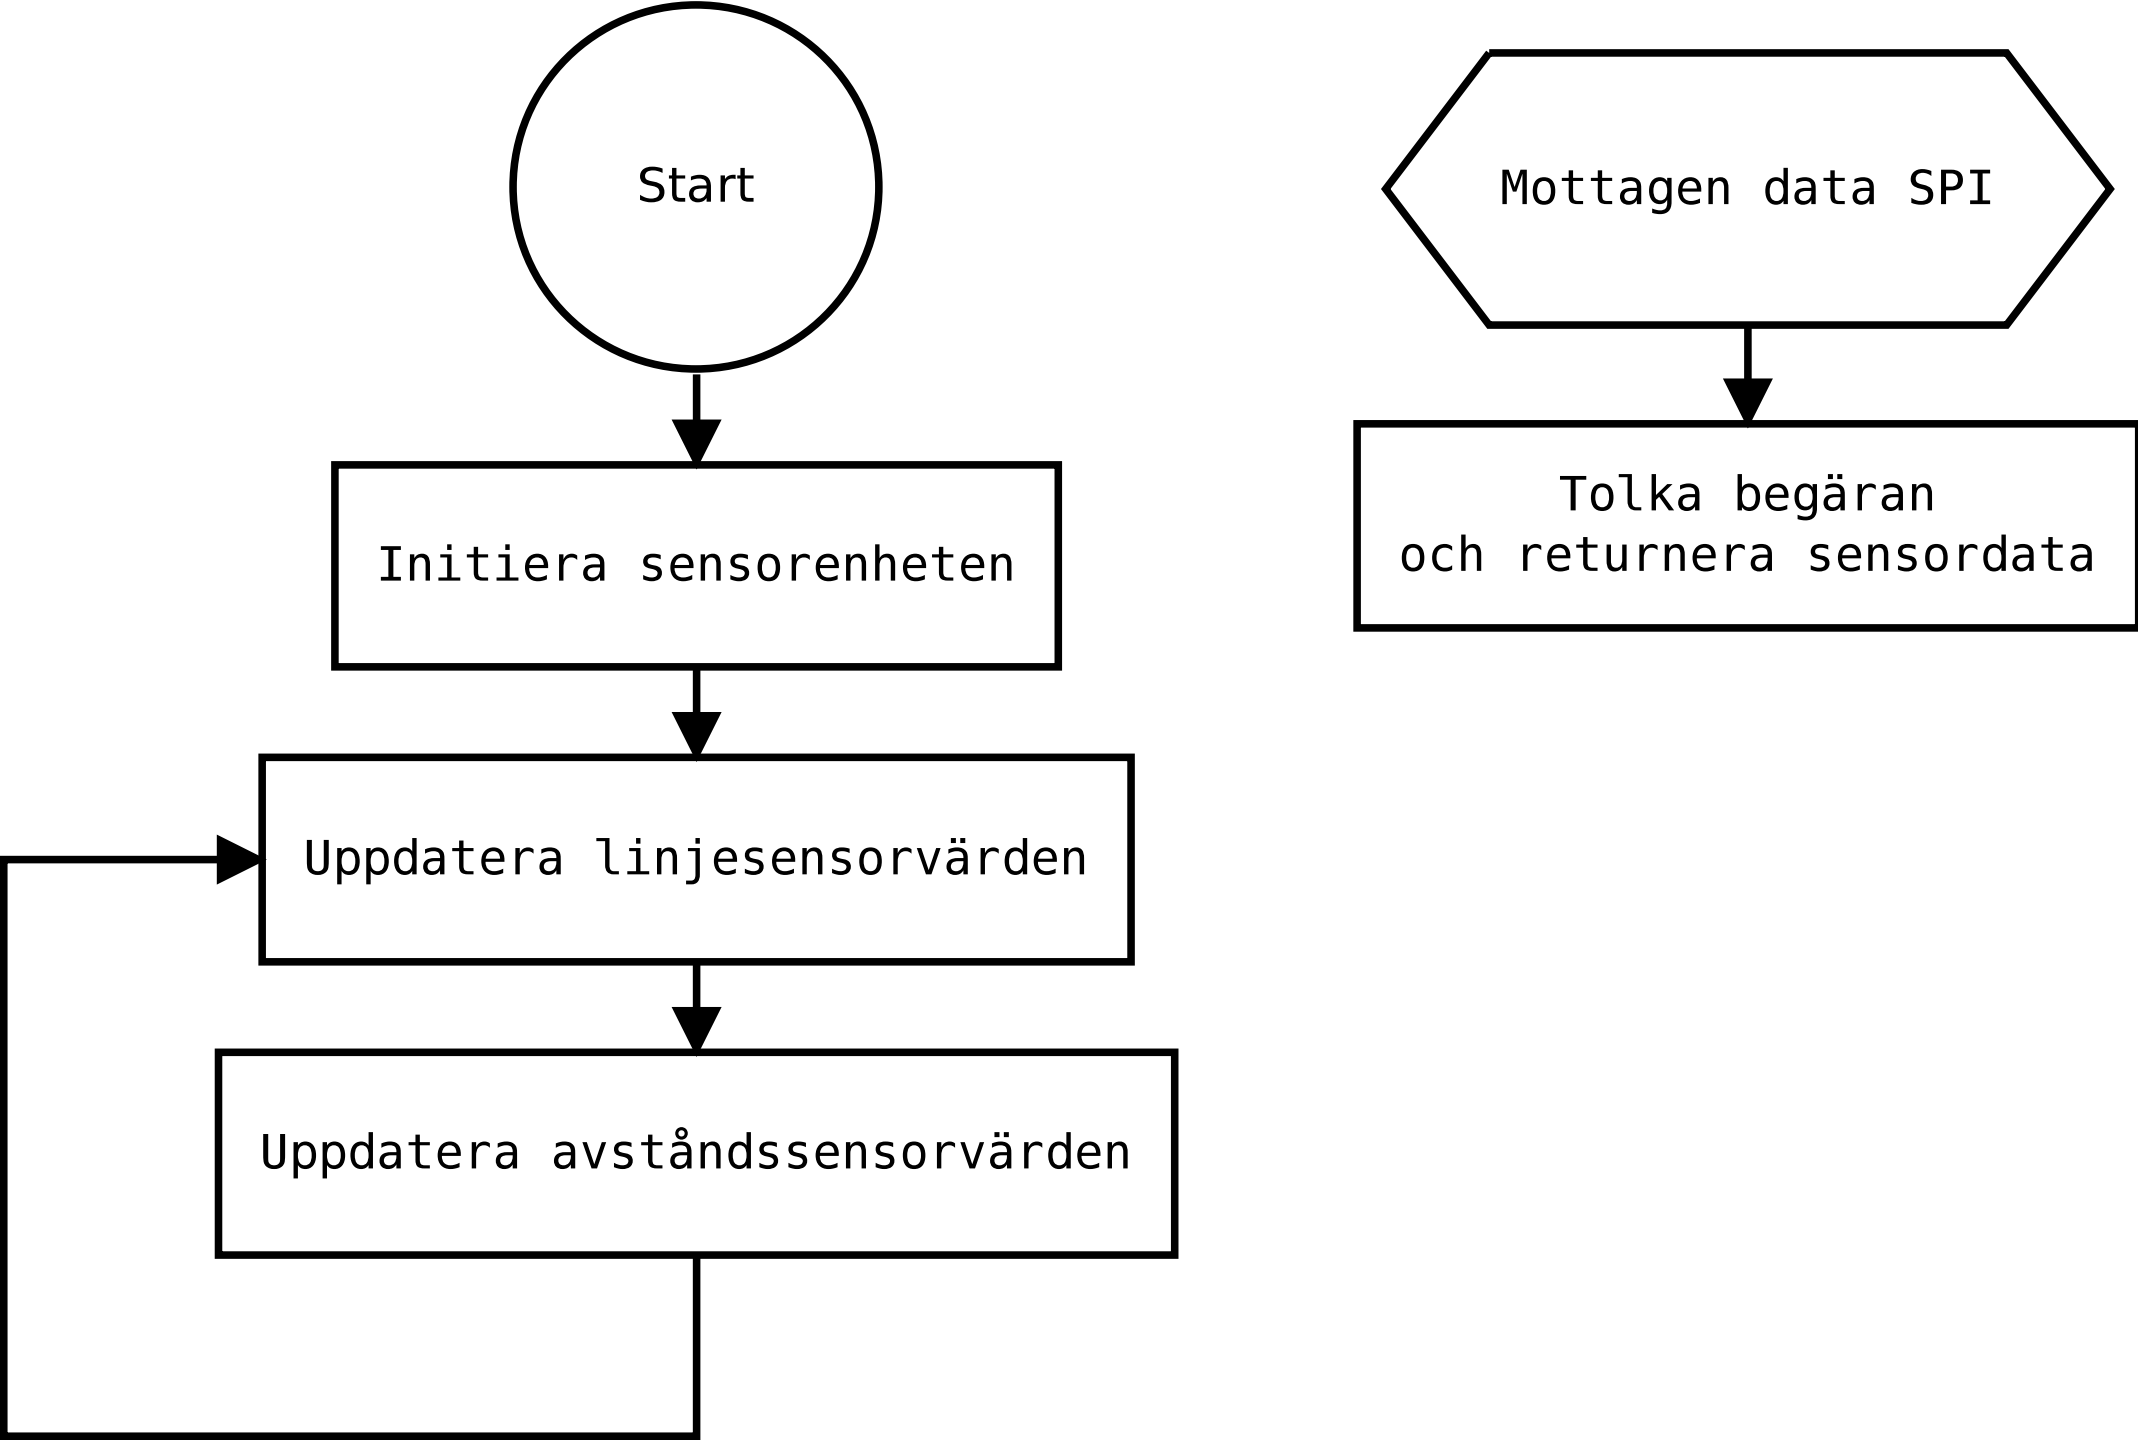 Start
Initiera sensorenheten
Uppdatera linjesensorvärden
Uppdatera avståndssensorvärden
Mottagen data SPI
Tolka begäran
och returnera sensordata